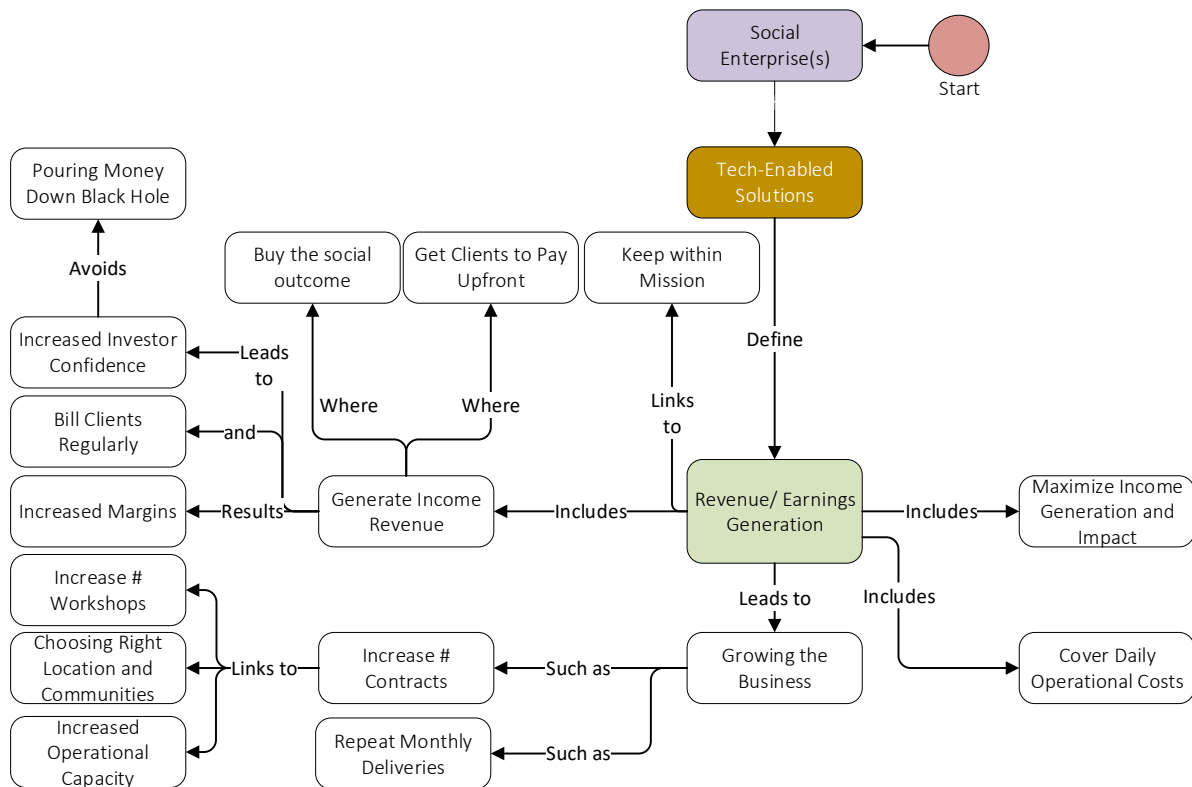 Social
Enterprise(s)
Start
Tech-Enabled
Solutions
Pouring Money
Down Black Hole
Avoids
Buy the social
outcome
Get Clients to Pay
Upfront
Keep within
Mission
Increased Investor
Confidence
Leads
to
Define
Bill Clients
Regularly
and
Where
Where
Links
to
Increased Margins
Results
Generate Income
Revenue
Includes
Revenue/ Earnings
Generation
Includes
Maximize Income
Generation and
Impact
Increase #
Workshops
Leads to
Includes
Choosing Right
Location and
Communities
Links to
Increase #
Contracts
Such as
Growing the
Business
Cover Daily
Operational Costs
Increased
Operational
Capacity
Repeat Monthly
Deliveries
Such as